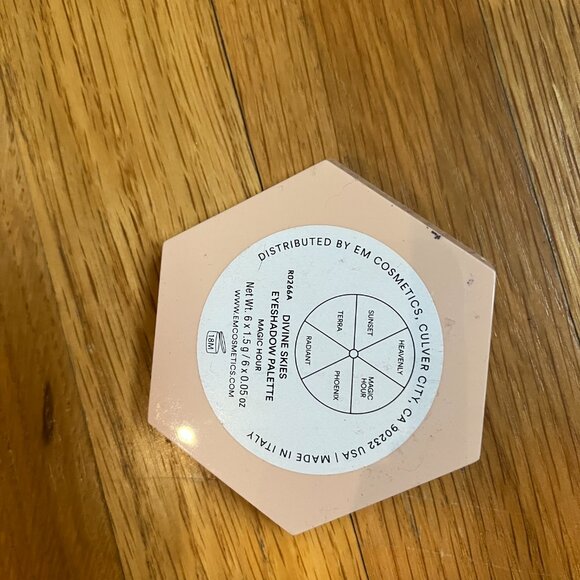 DISTRIBUTED BY EM COSMETICS, CULVER CITY, CA 90232 USA | MADE IN ITALY
SUNSET
HEAVENLY
TERRA
MAGIC
HOUR
RADIANT
PHOENIX
R0266A
DIVINE SKIES
EYESHADOW PALETTE
MAGIC HOUR
Net Wt. 6 x 1.5 g / 6 x 0.05 oz
WWW.EMCOSMETICS.COM
18M